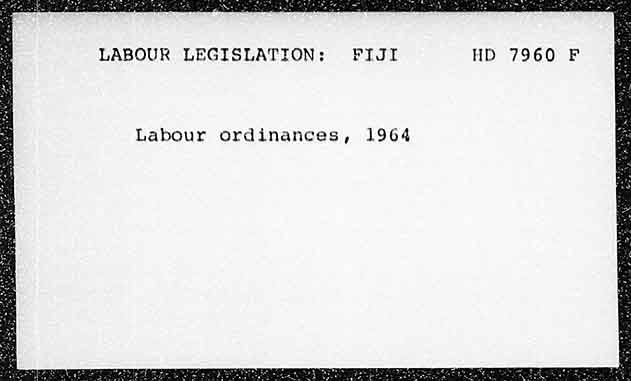 LABOUR LEGISLATION: FIJI HD 7960 F
Labour ordinances, 1964